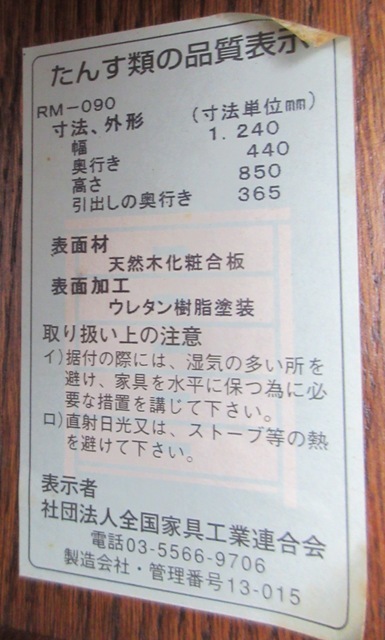 たんす類の品質表示
RM-090
寸法、外形 (寸法単位mm)
幅 1.240
奥行き 440
高さ 850
引出しの奥行き 365
表面材
天然木化粧合板
表面加工
ウレタン樹脂塗装
取り扱い上の注意
イ)据付の際には、湿気の多い所を
避け、家具を水平に保つ為に必
要な措置を講じて下さい。
ロ)直射日光又は、ストーブ等の熱
を避けて下さい。
表示者
社団法人全国家具工業連合会
電話03-5566-9706
製造会社・管理番号13-015